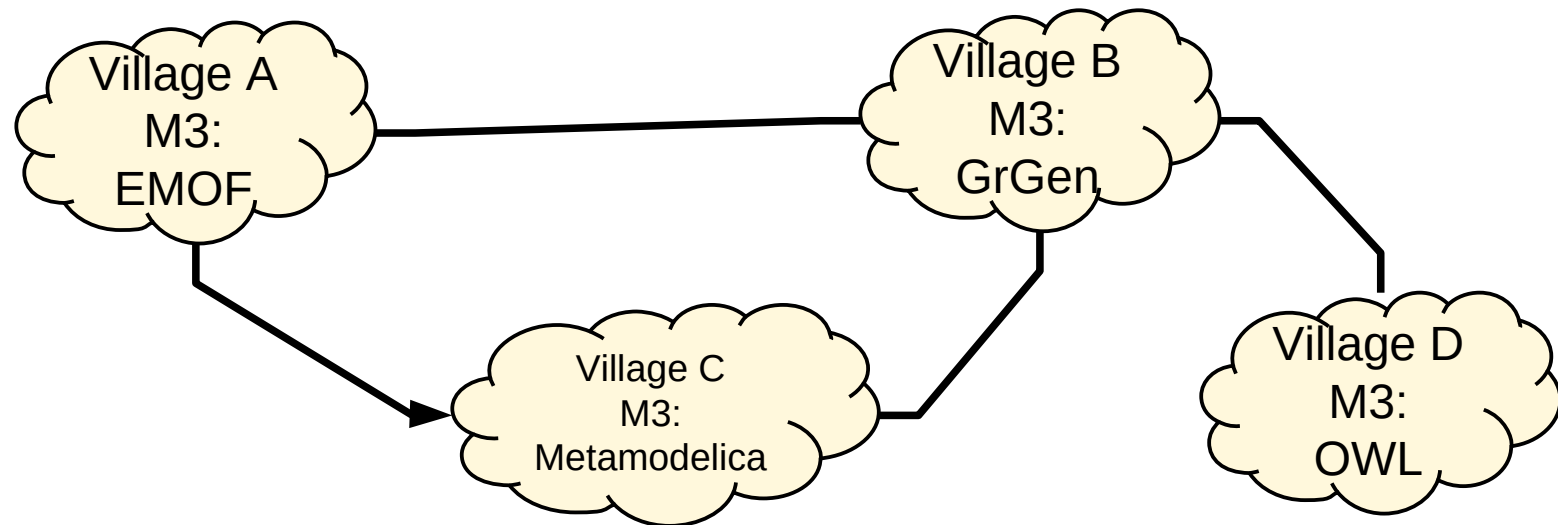 Village A
M3:
EMOF
Village B
M3:
GrGen
Village C
M3:
Metamodelica
Village D
M3:
OWL